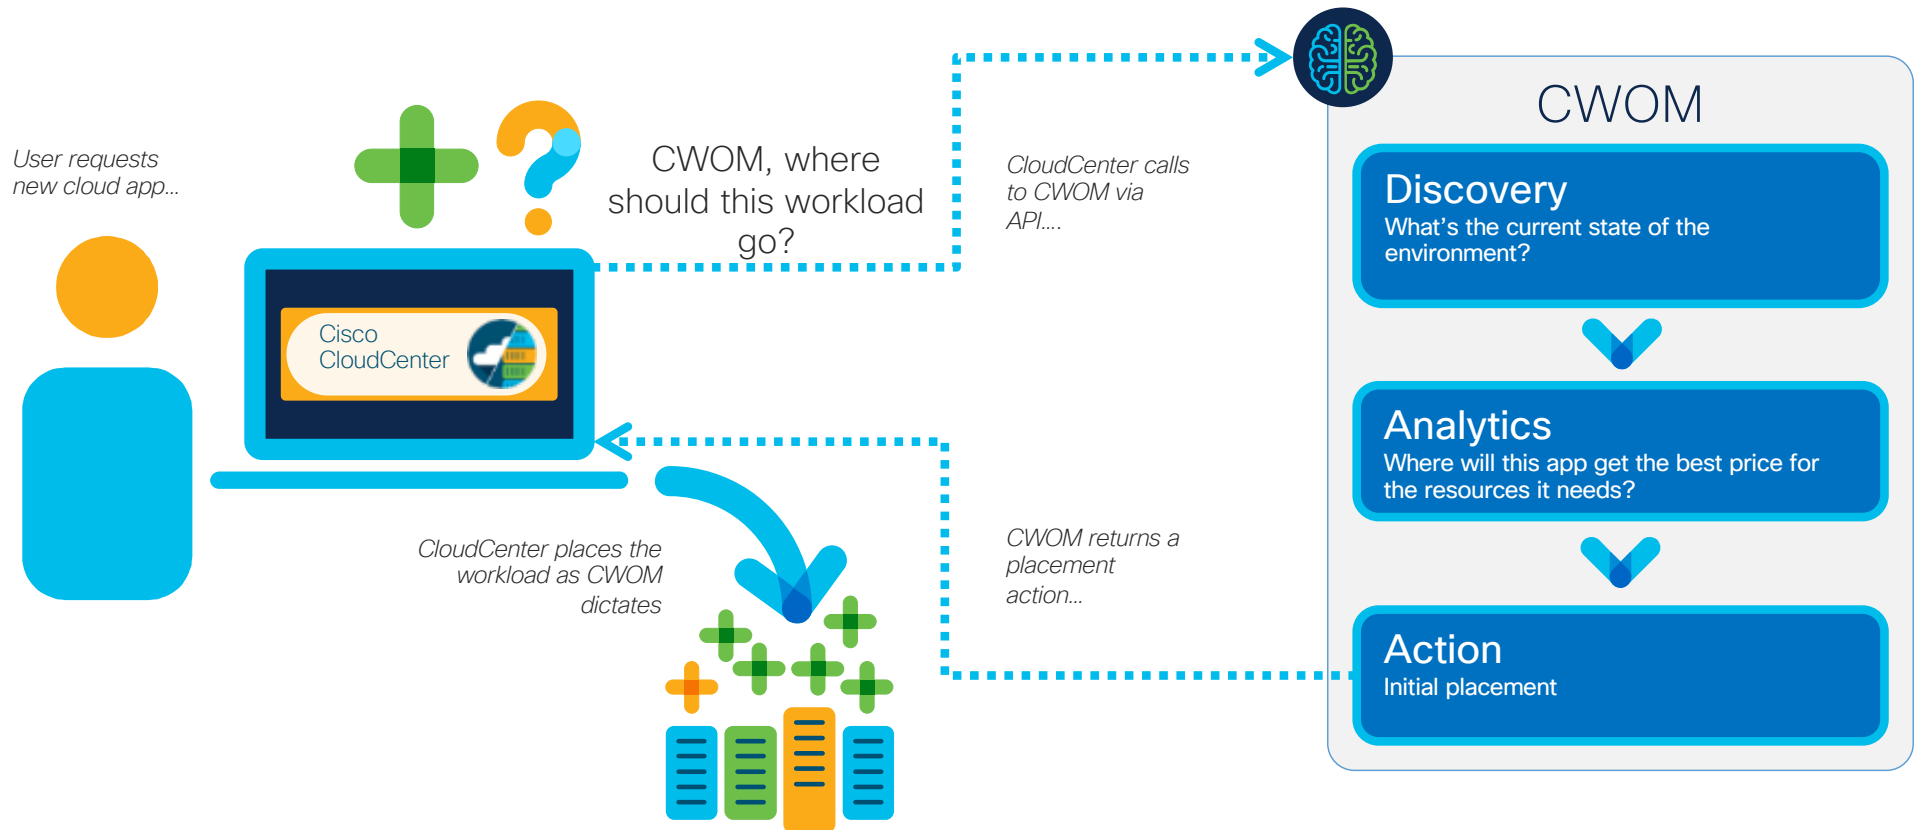 User requests
new cloud app...
CWOM, where
should this workload
go?
Cisco
CloudCenter
CloudCenter calls
to CWOM via
API....
CWOM
Discovery
What's the current state of the
environment?
Analytics
Where will this app get the best price for
the resources it needs?
Action
Initial placement
CWOM returns a
placement
action...
CloudCenter places the
workload as CWOM
dictates